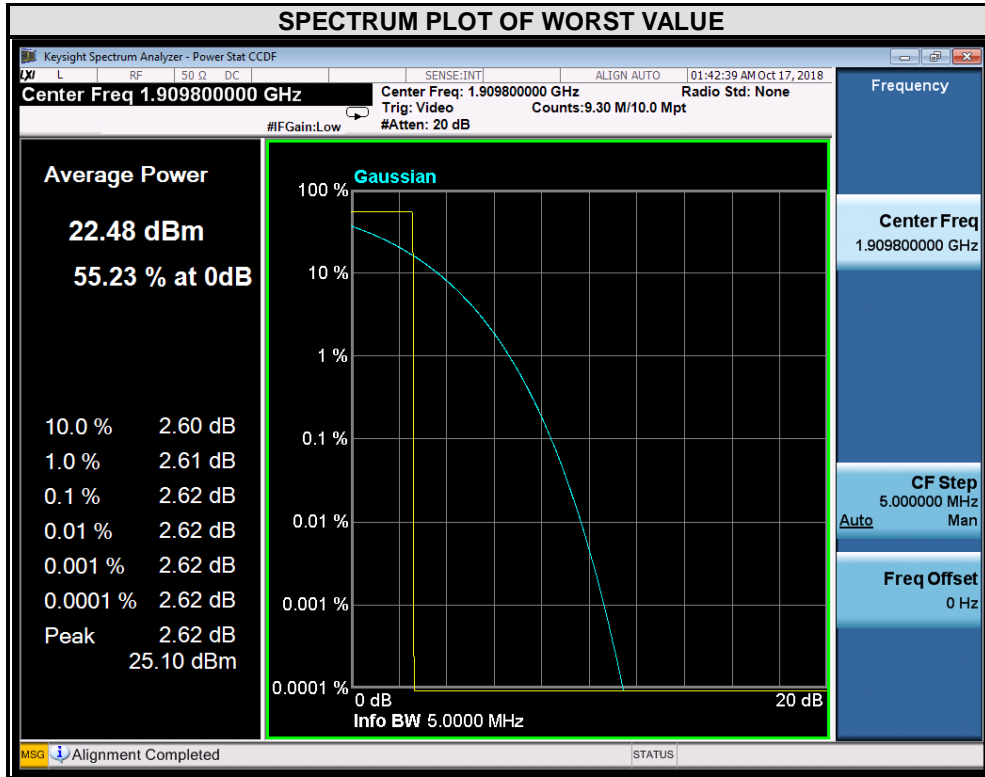 SPECTRUM PLOT OF WORST VALUE
Keysight Spectrum Analyzer - Power Stat CCDF
LXI L RF 50 Ω DC SENSE:INT ALIGN AUTO 01:42:39 AM Oct 17, 2018
Center Freq 1.909800000 GHz
Center Freq: 1.909800000 GHz Radio Std: None
Trig: Video Counts:9.30 M/10.0 Mpt
#IFGain:Low #Atten: 20 dB
Frequency
Average Power
22.48 dBm
55.23 % at 0dB
10.0 % 2.60 dB
1.0 % 2.61 dB
0.1 % 2.62 dB
0.01 % 2.62 dB
0.001 % 2.62 dB
0.0001 % 2.62 dB
Peak 2.62 dB
25.10 dBm
Gaussian
100 %
10 %
1 %
0.1 %
0.01 %
0.001 %
0.0001 %
0 dB 20 dB
Info BW 5.0000 MHz
Center Freq
1.909800000 GHz
CF Step
5.000000 MHz
Auto Man
Freq Offset
0 Hz
MSG Alignment Completed STATUS